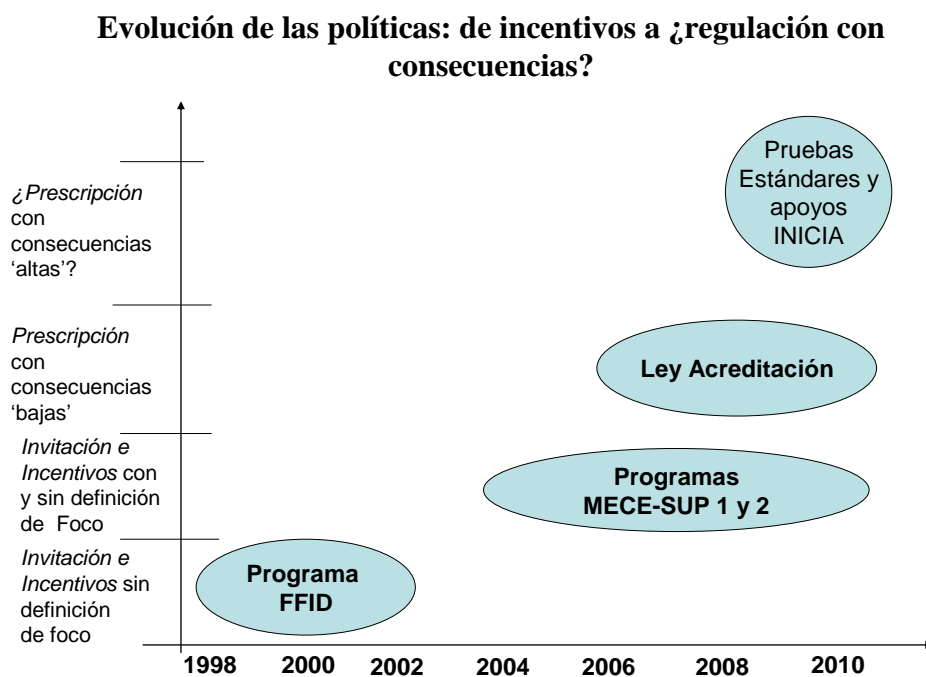 Evolución de las políticas: de incentivos a ¿regulación con
consecuencias?
¿Prescripción
con
consecuencias
‘altas’?
Pruebas
Estándares y
apoyos
INICIA
Prescripción
con
consecuencias
‘bajas’
Ley Acreditación
Invitación e
Incentivos con
y sin definición
de Foco
Programas
MECE-SUP 1 y 2
Invitación e
Incentivos sin
definición
de foco
Programa
FFID
1998 2000 2002 2004 2006 2008 2010